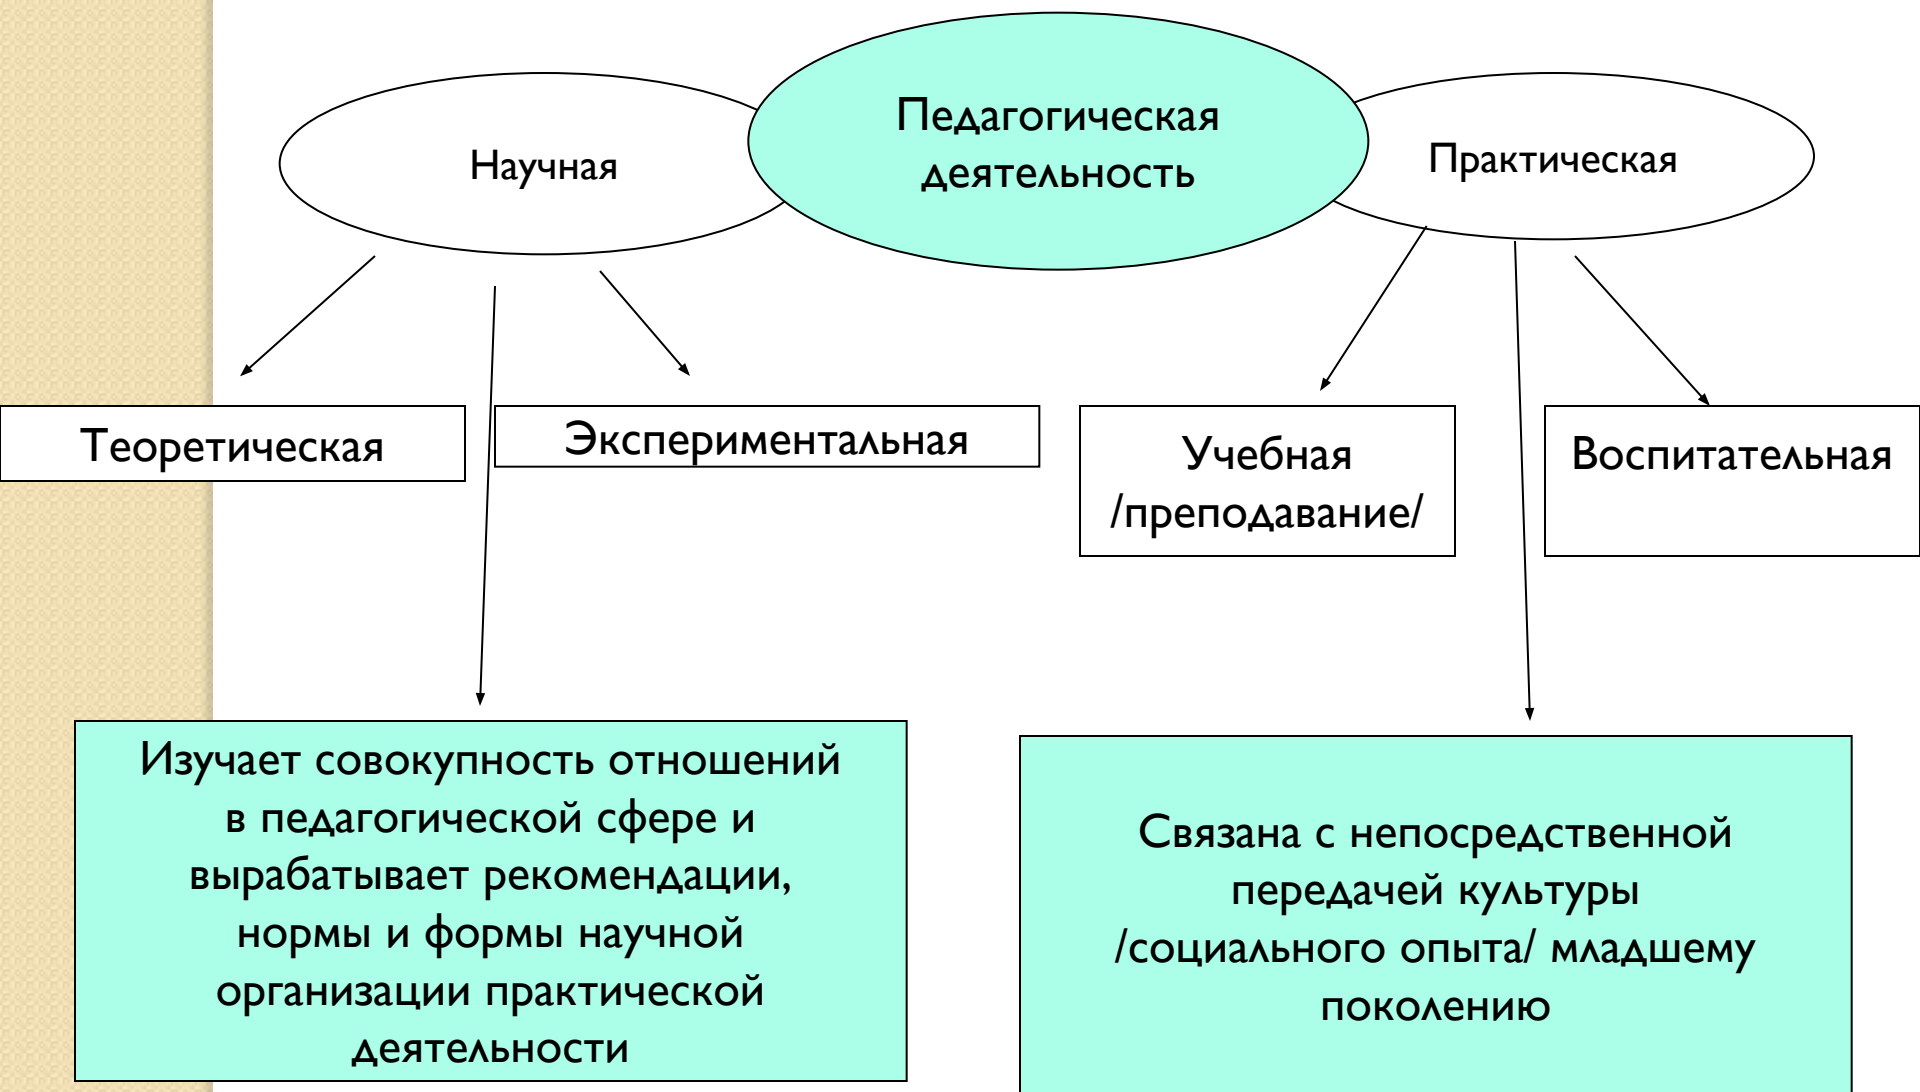 Педагогическая
деятельность
Научная
Практическая
Теоретическая
Экспериментальная
Учебная
/преподавание/
Воспитательная
Изучает совокупность отношений
в педагогической сфере и
вырабатывает рекомендации,
нормы и формы научной
организации практической
деятельности
Связана с непосредственной
передачей культуры
/социального опыта/ младшему
поколению